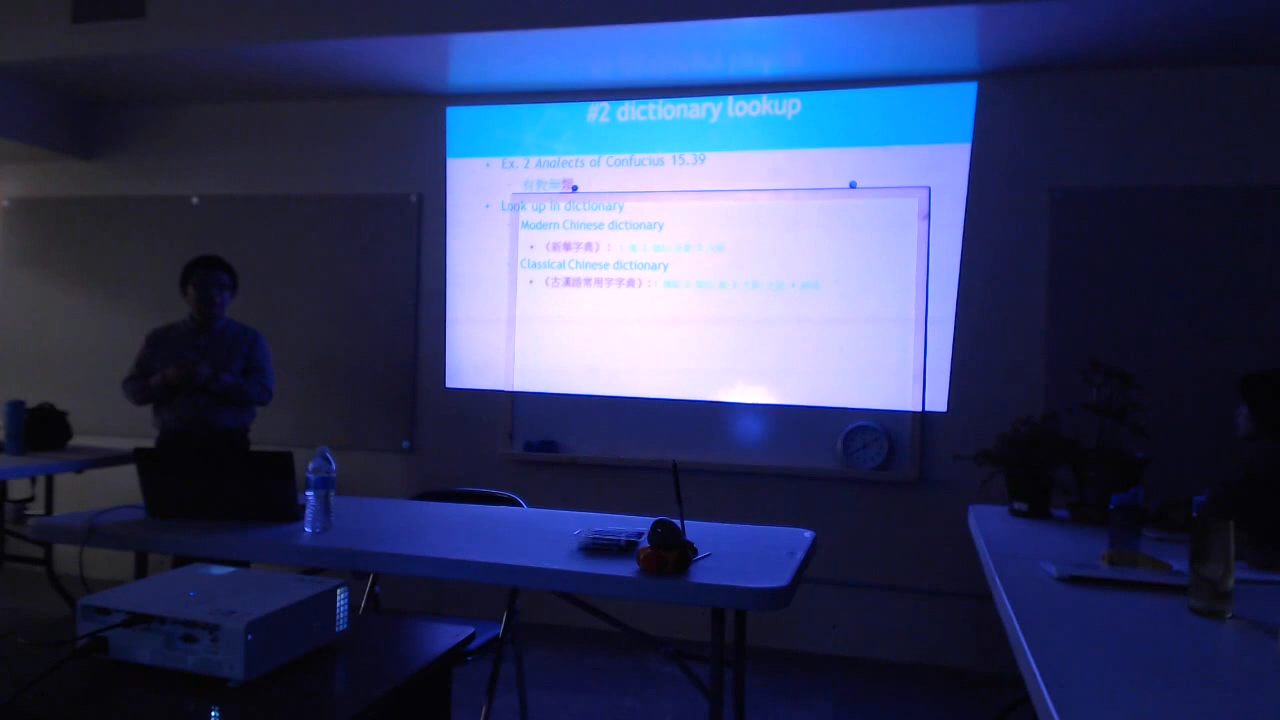 #2 dictionary lookup
• Ex. 2 Analects of Confucius 15.39
有教無類
• Look up in dictionary
Modern Chinese dictionary
• 《新華字典》:
Classical Chinese dictionary
• 《古漢語常用字字典》: